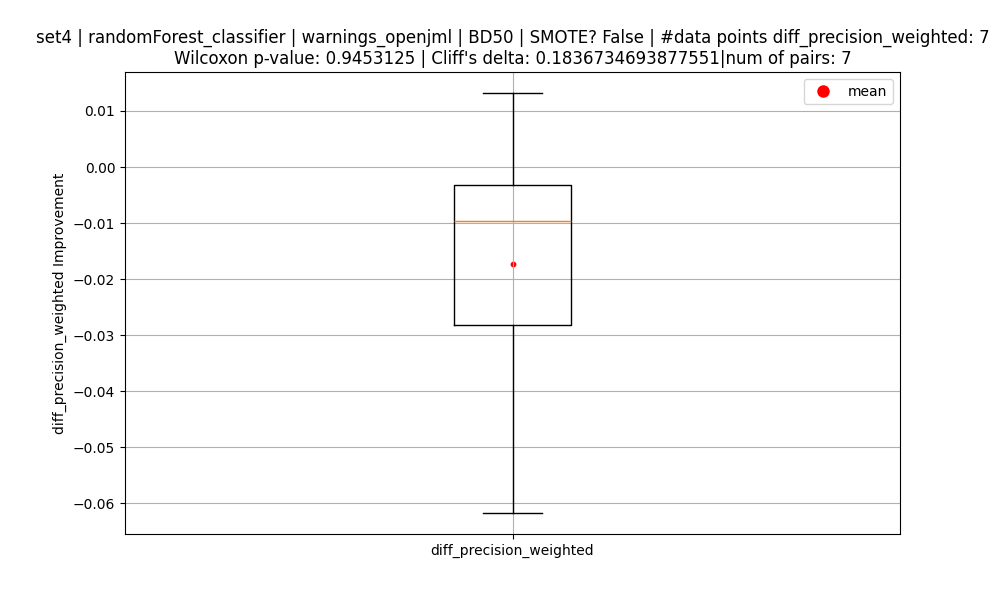 set4 | randomForest_classifier | warnings_openjml | BD50 | SMOTE? False | #data points diff_precision_weighted: 7
Wilcoxon p-value: 0.9453125 | Cliff's delta: 0.1836734693877551|num of pairs: 7
mean
0.01
0.00
−0.01
−0.02
−0.03
−0.04
−0.05
−0.06
diff_precision_weighted Improvement
diff_precision_weighted